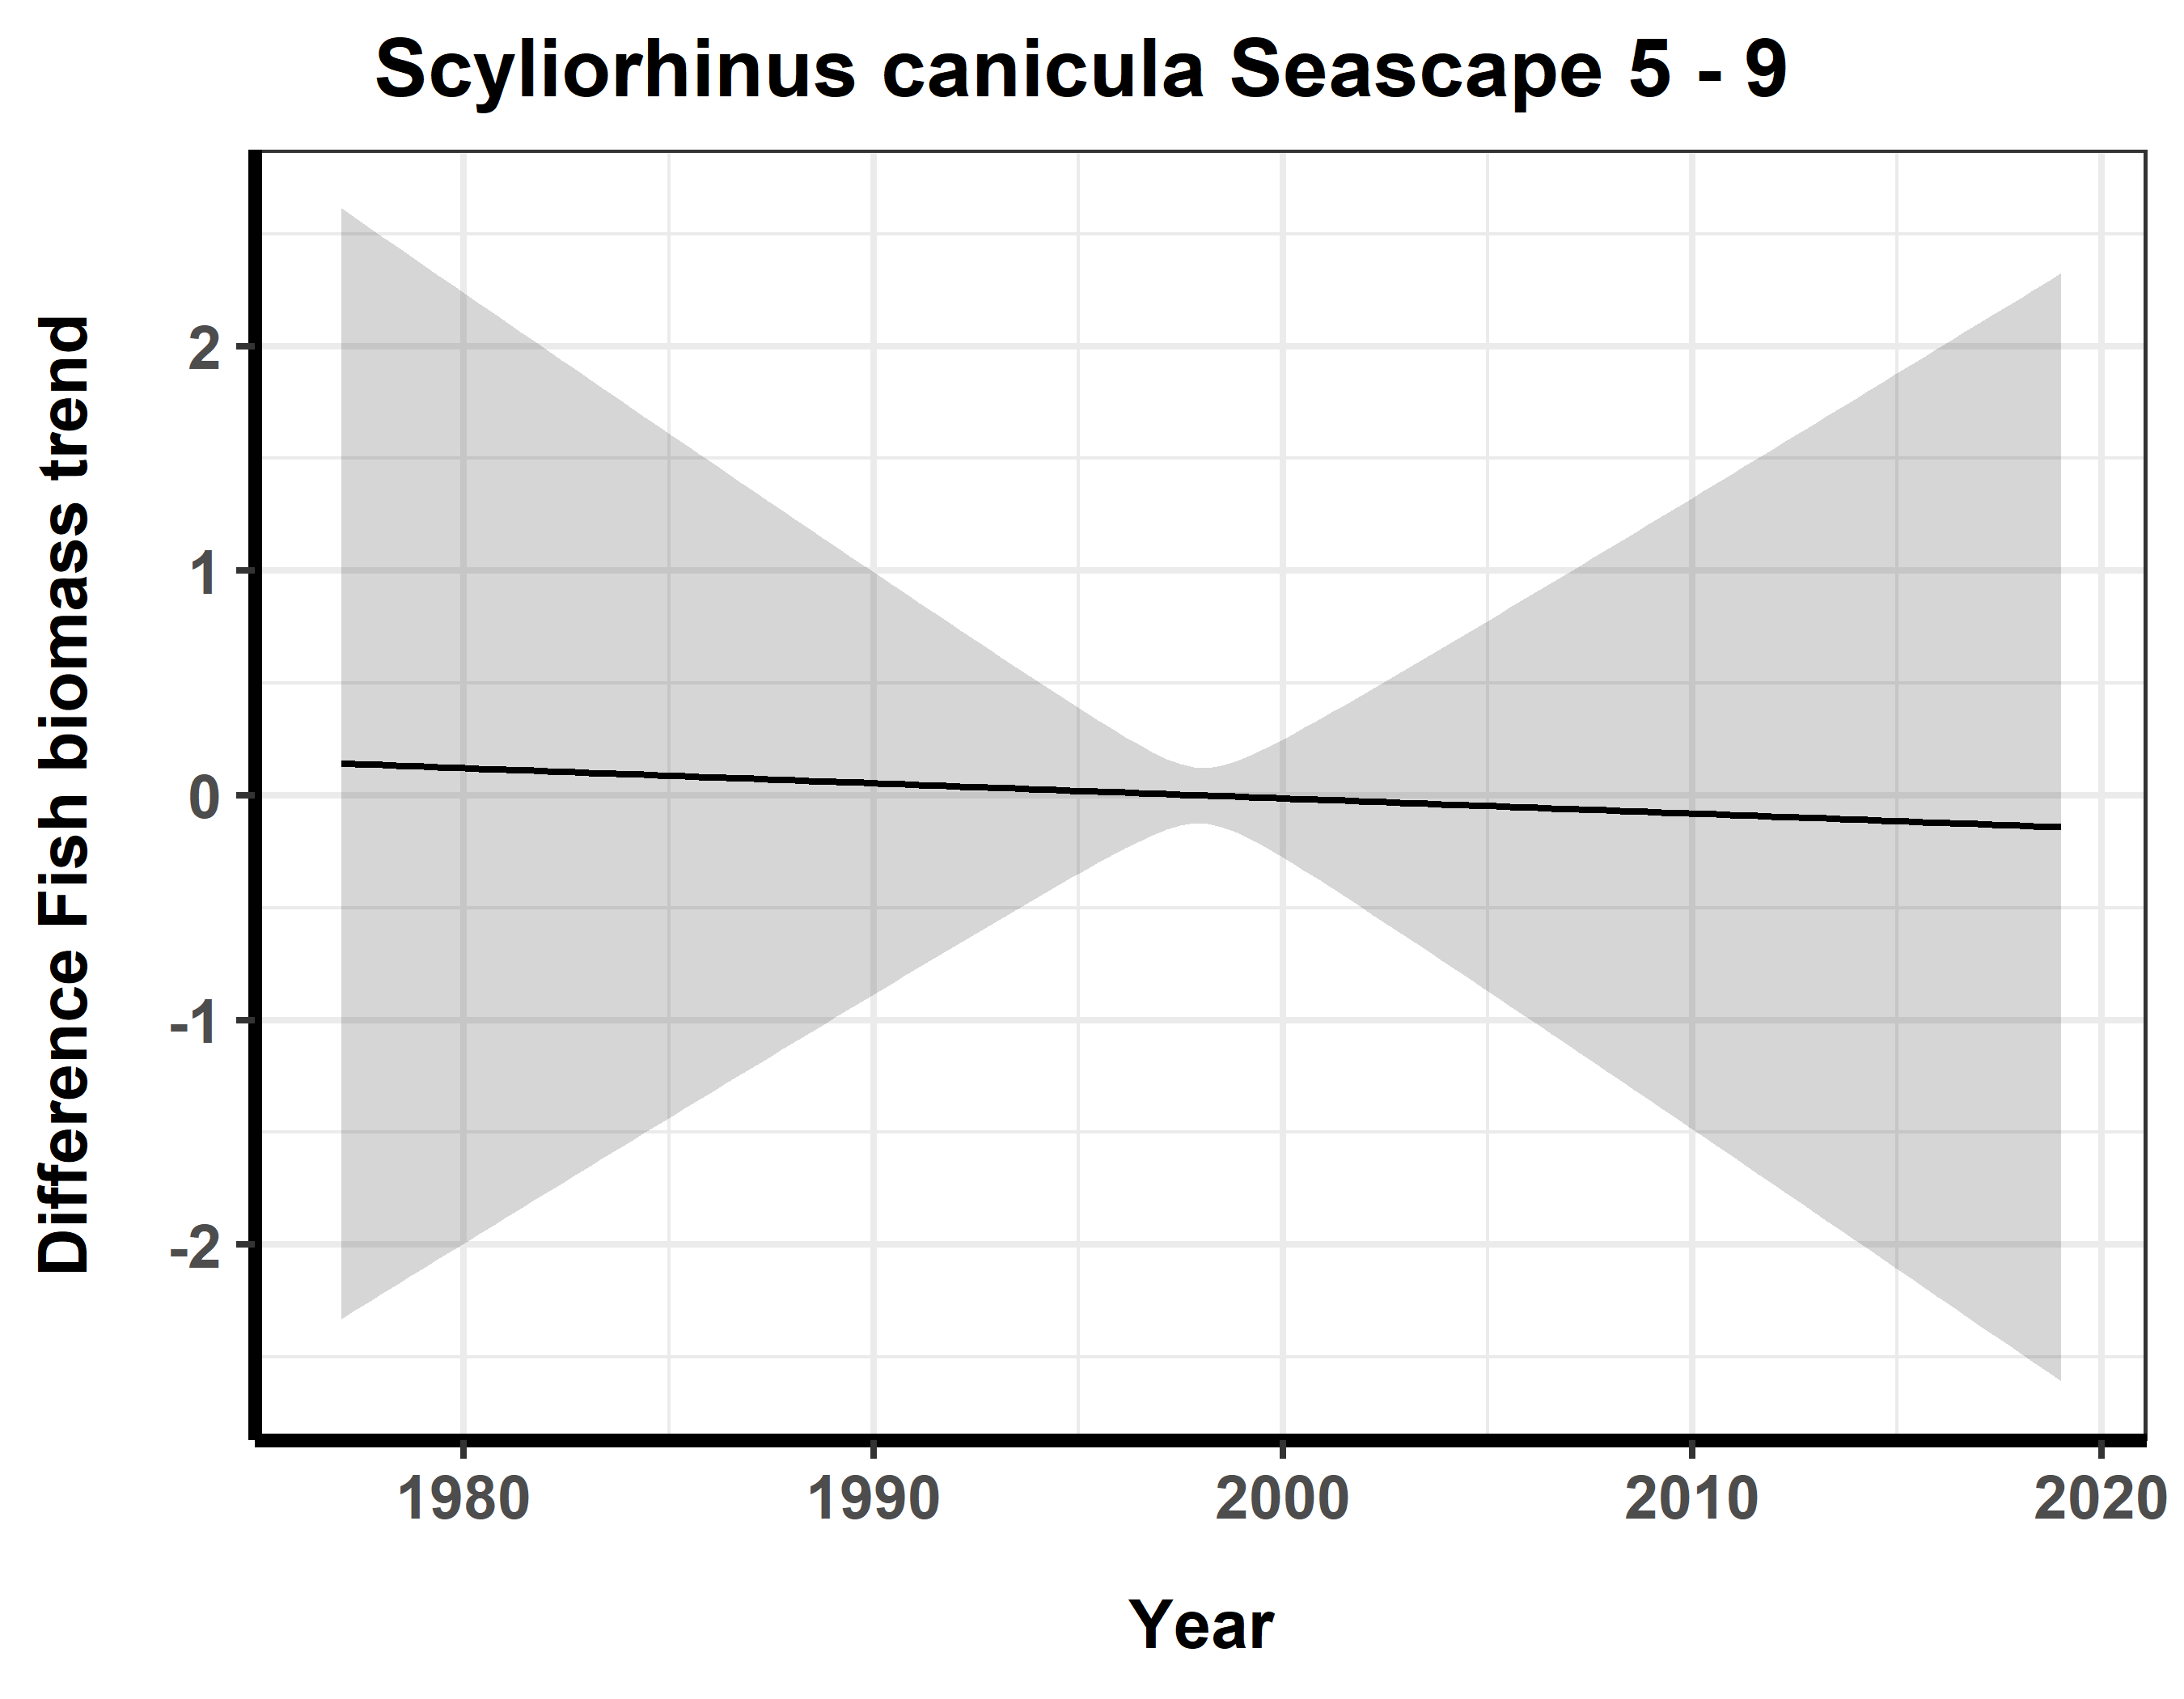 Scyliorhinus canicula Seascape 5 - 9
Difference Fish biomass trend
2
1
0
-1
-2
1980 1990 2000 2010 2020
Year